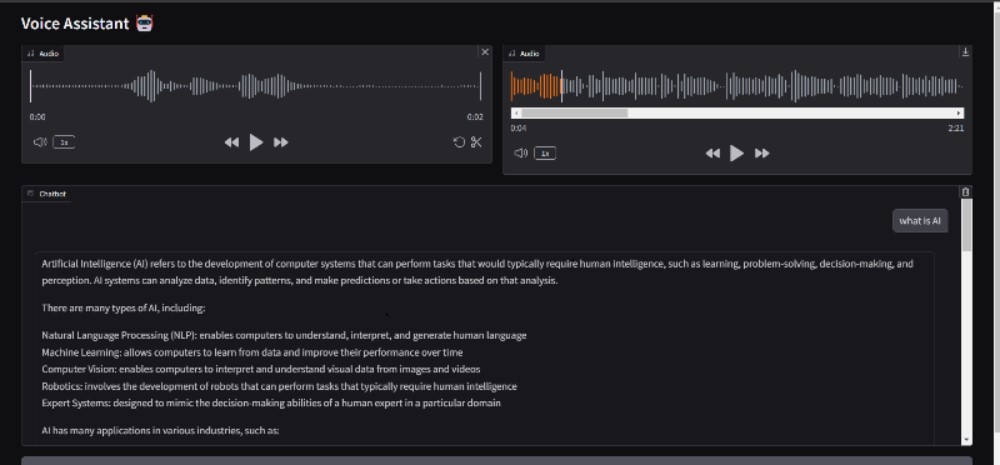 Voice Assistant
Audio
0:00
0:02
1x
Audio
0:04
2:21
1x
Chatbot
what is AI
Artificial Intelligence (AI) refers to the development of computer systems that can perform tasks that would typically require human intelligence, such as learning, problem-solving, decision-making, and
perception. AI systems can analyze data, identify patterns, and make predictions or take actions based on that analysis.
There are many types of AI, including:
Natural Language Processing (NLP): enables computers to understand, interpret, and generate human language
Machine Learning: allows computers to learn from data and improve their performance over time
Computer Vision: enables computers to interpret and understand visual data from images and videos
Robotics: involves the development of robots that can perform tasks that typically require human intelligence
Expert Systems: designed to mimic the decision-making abilities of a human expert in a particular domain
AI has many applications in various industries, such as: